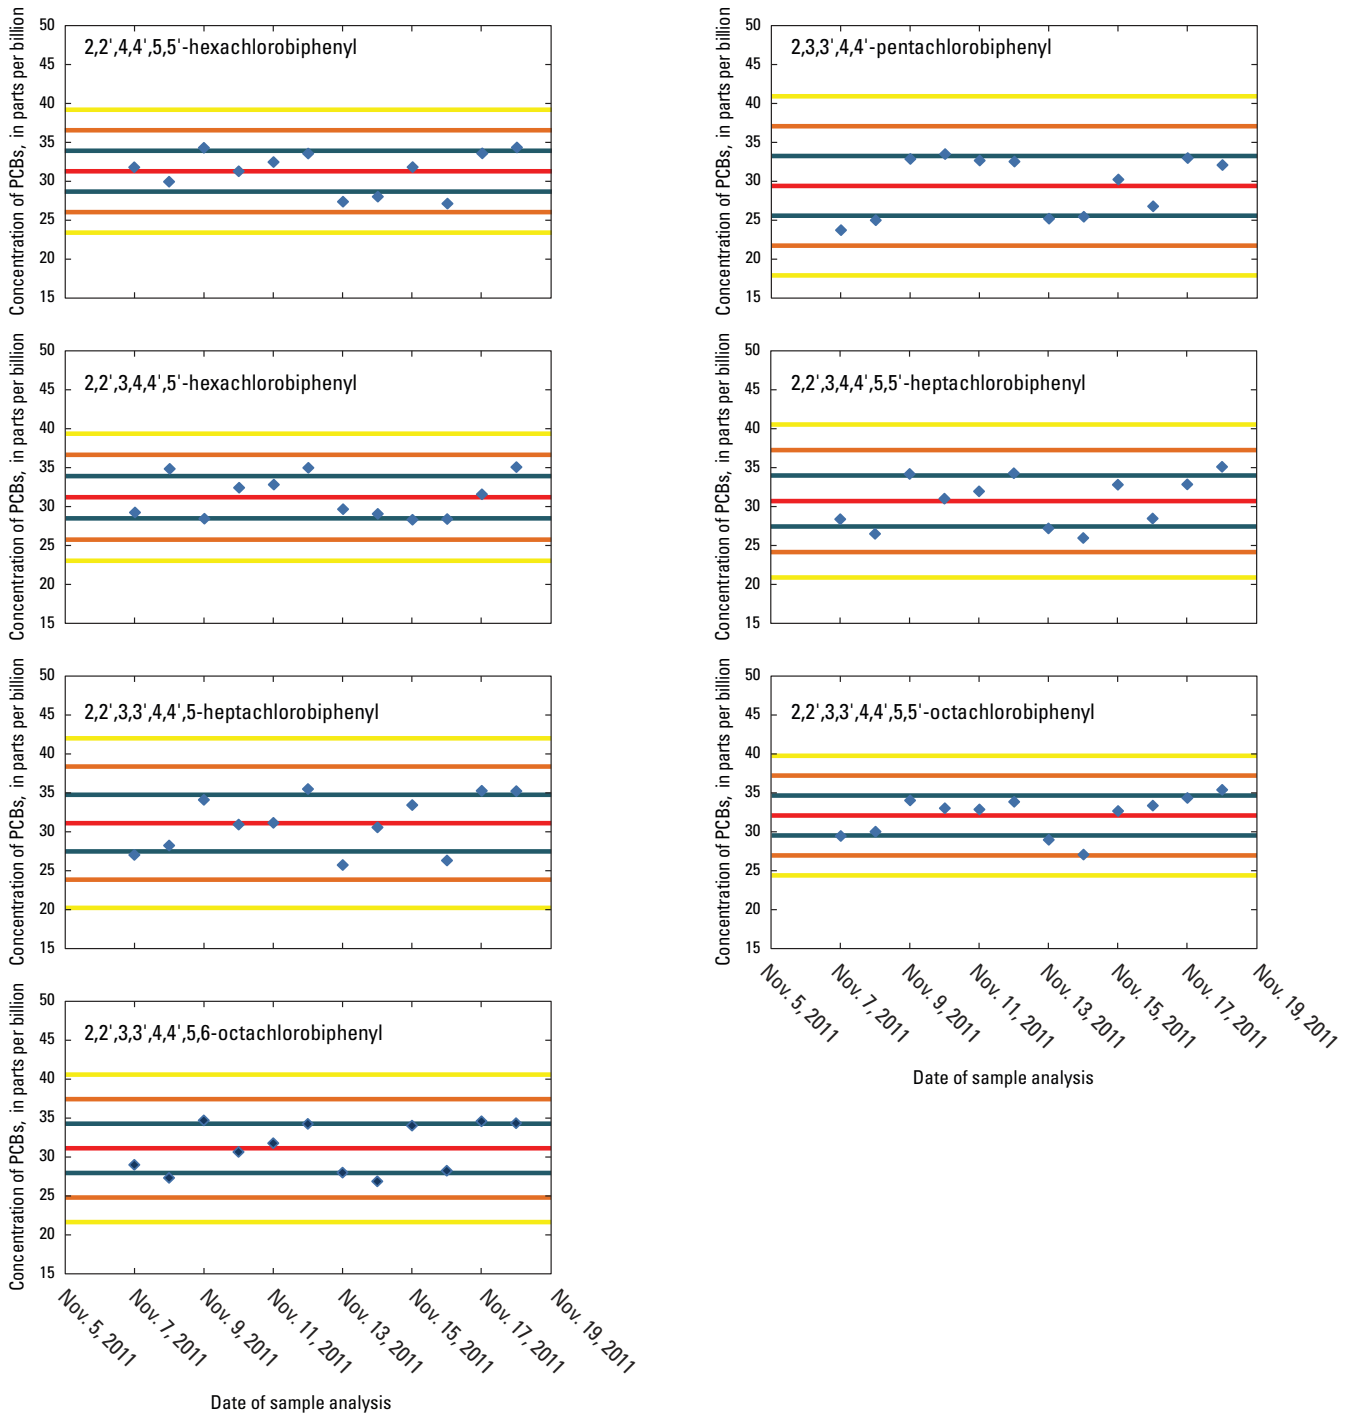 Concentration of PCBs, in parts per billion
50
45
40
35
30
25
20
15
2,2',4,4',5,5'-hexachlorobiphenyl
Concentration of PCBs, in parts per billion
50
45
40
35
30
25
20
15
2,3,3',4,4'-pentachlorobiphenyl
Concentration of PCBs, in parts per billion
50
45
40
35
30
25
20
15
2,2',3,4,4',5'-hexachlorobiphenyl
Concentration of PCBs, in parts per billion
50
45
40
35
30
25
20
15
2,2',3,4,4',5,5'-heptachlorobiphenyl
Concentration of PCBs, in parts per billion
50
45
40
35
30
25
20
15
2,2',3,3',4,4',5-heptachlorobiphenyl
Concentration of PCBs, in parts per billion
50
45
40
35
30
25
20
15
2,2',3,3',4,4',5,5'-octachlorobiphenyl
Nov. 5, 2011
Nov. 7, 2011
Nov. 9, 2011
Nov. 11, 2011
Nov. 13, 2011
Nov. 15, 2011
Nov. 17, 2011
Nov. 19, 2011
Date of sample analysis
Concentration of PCBs, in parts per billion
50
45
40
35
30
25
20
15
2,2',3,3',4,4',5,6-octachlorobiphenyl
Nov. 5, 2011
Nov. 7, 2011
Nov. 9, 2011
Nov. 11, 2011
Nov. 13, 2011
Nov. 15, 2011
Nov. 17, 2011
Nov. 19, 2011
Date of sample analysis